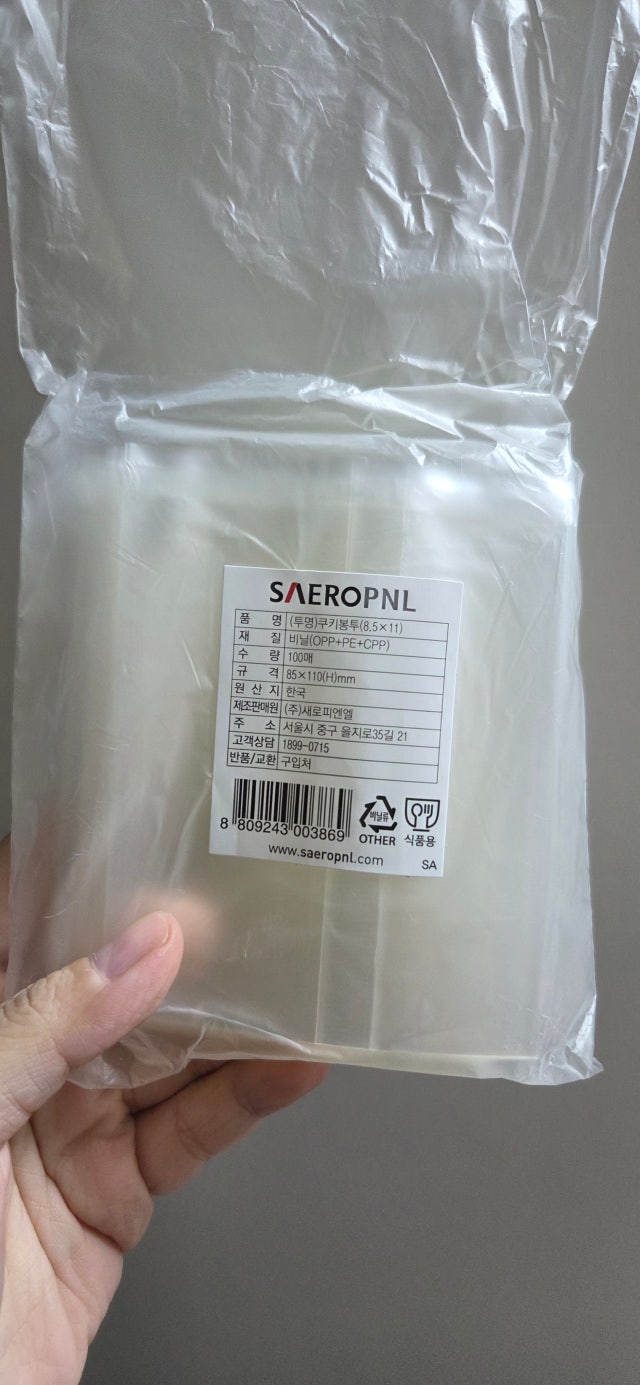 SAEROPNL
품 명 (투명)쿠키봉투(8.5×11)
재 질 비닐(OPP+PE+CPP)
수 량 100매
규 격 85×110(H)mm
원 산 지 한국
제조판매원 (주)새로피엔엘
주 소 서울시 중구 을지로35길 21
고객상담 1899-0715
반품/교환 구입처
비닐류
8 809243 003869
OTHER 식품용
www.saeropnl.com
SA